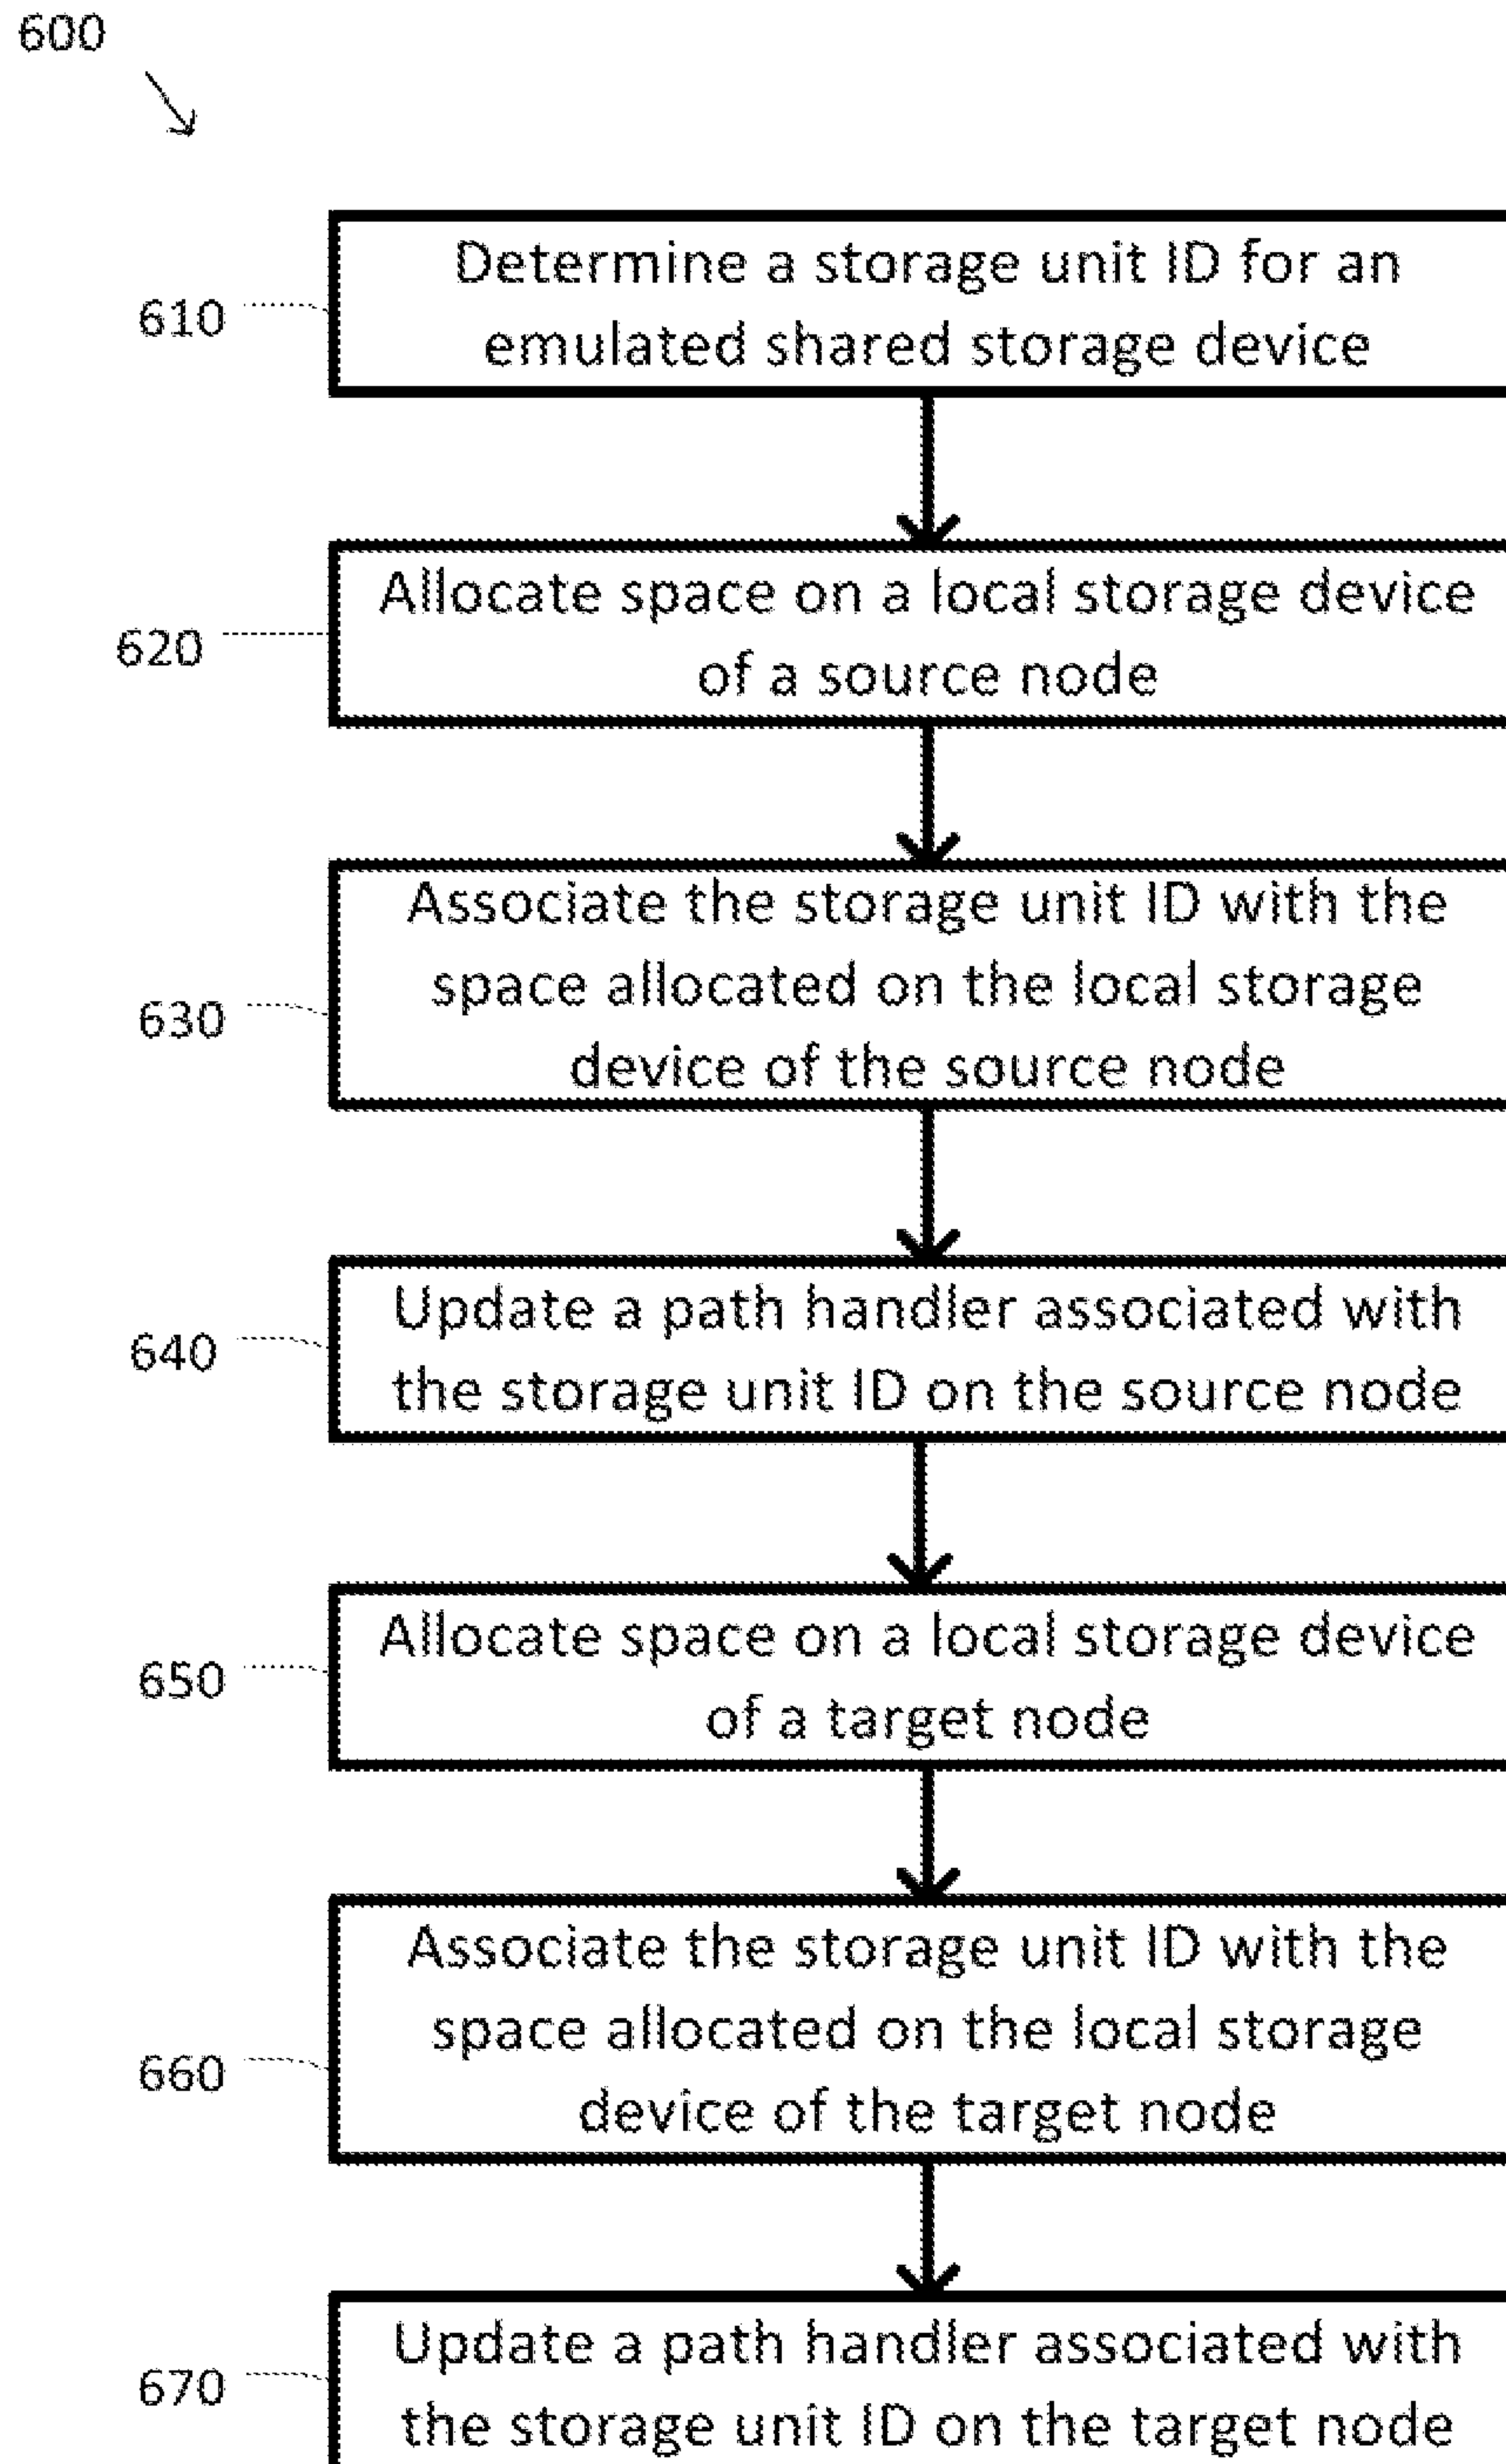 600
Determine a storage unit ID for an
emulated shared storage device
610
Allocate space on a local storage device
of a source node
620
Associate the storage unit ID with the
space allocated on the local storage
device of the source node
630
Update a path handler associated with
the storage unit ID on the source node
640
Allocate space on a local storage device
of a target node
650
Associate the storage unit ID with the
space allocated on the local storage
device of the target node
660
Update a path handler associated with
the storage unit ID on the target node
670